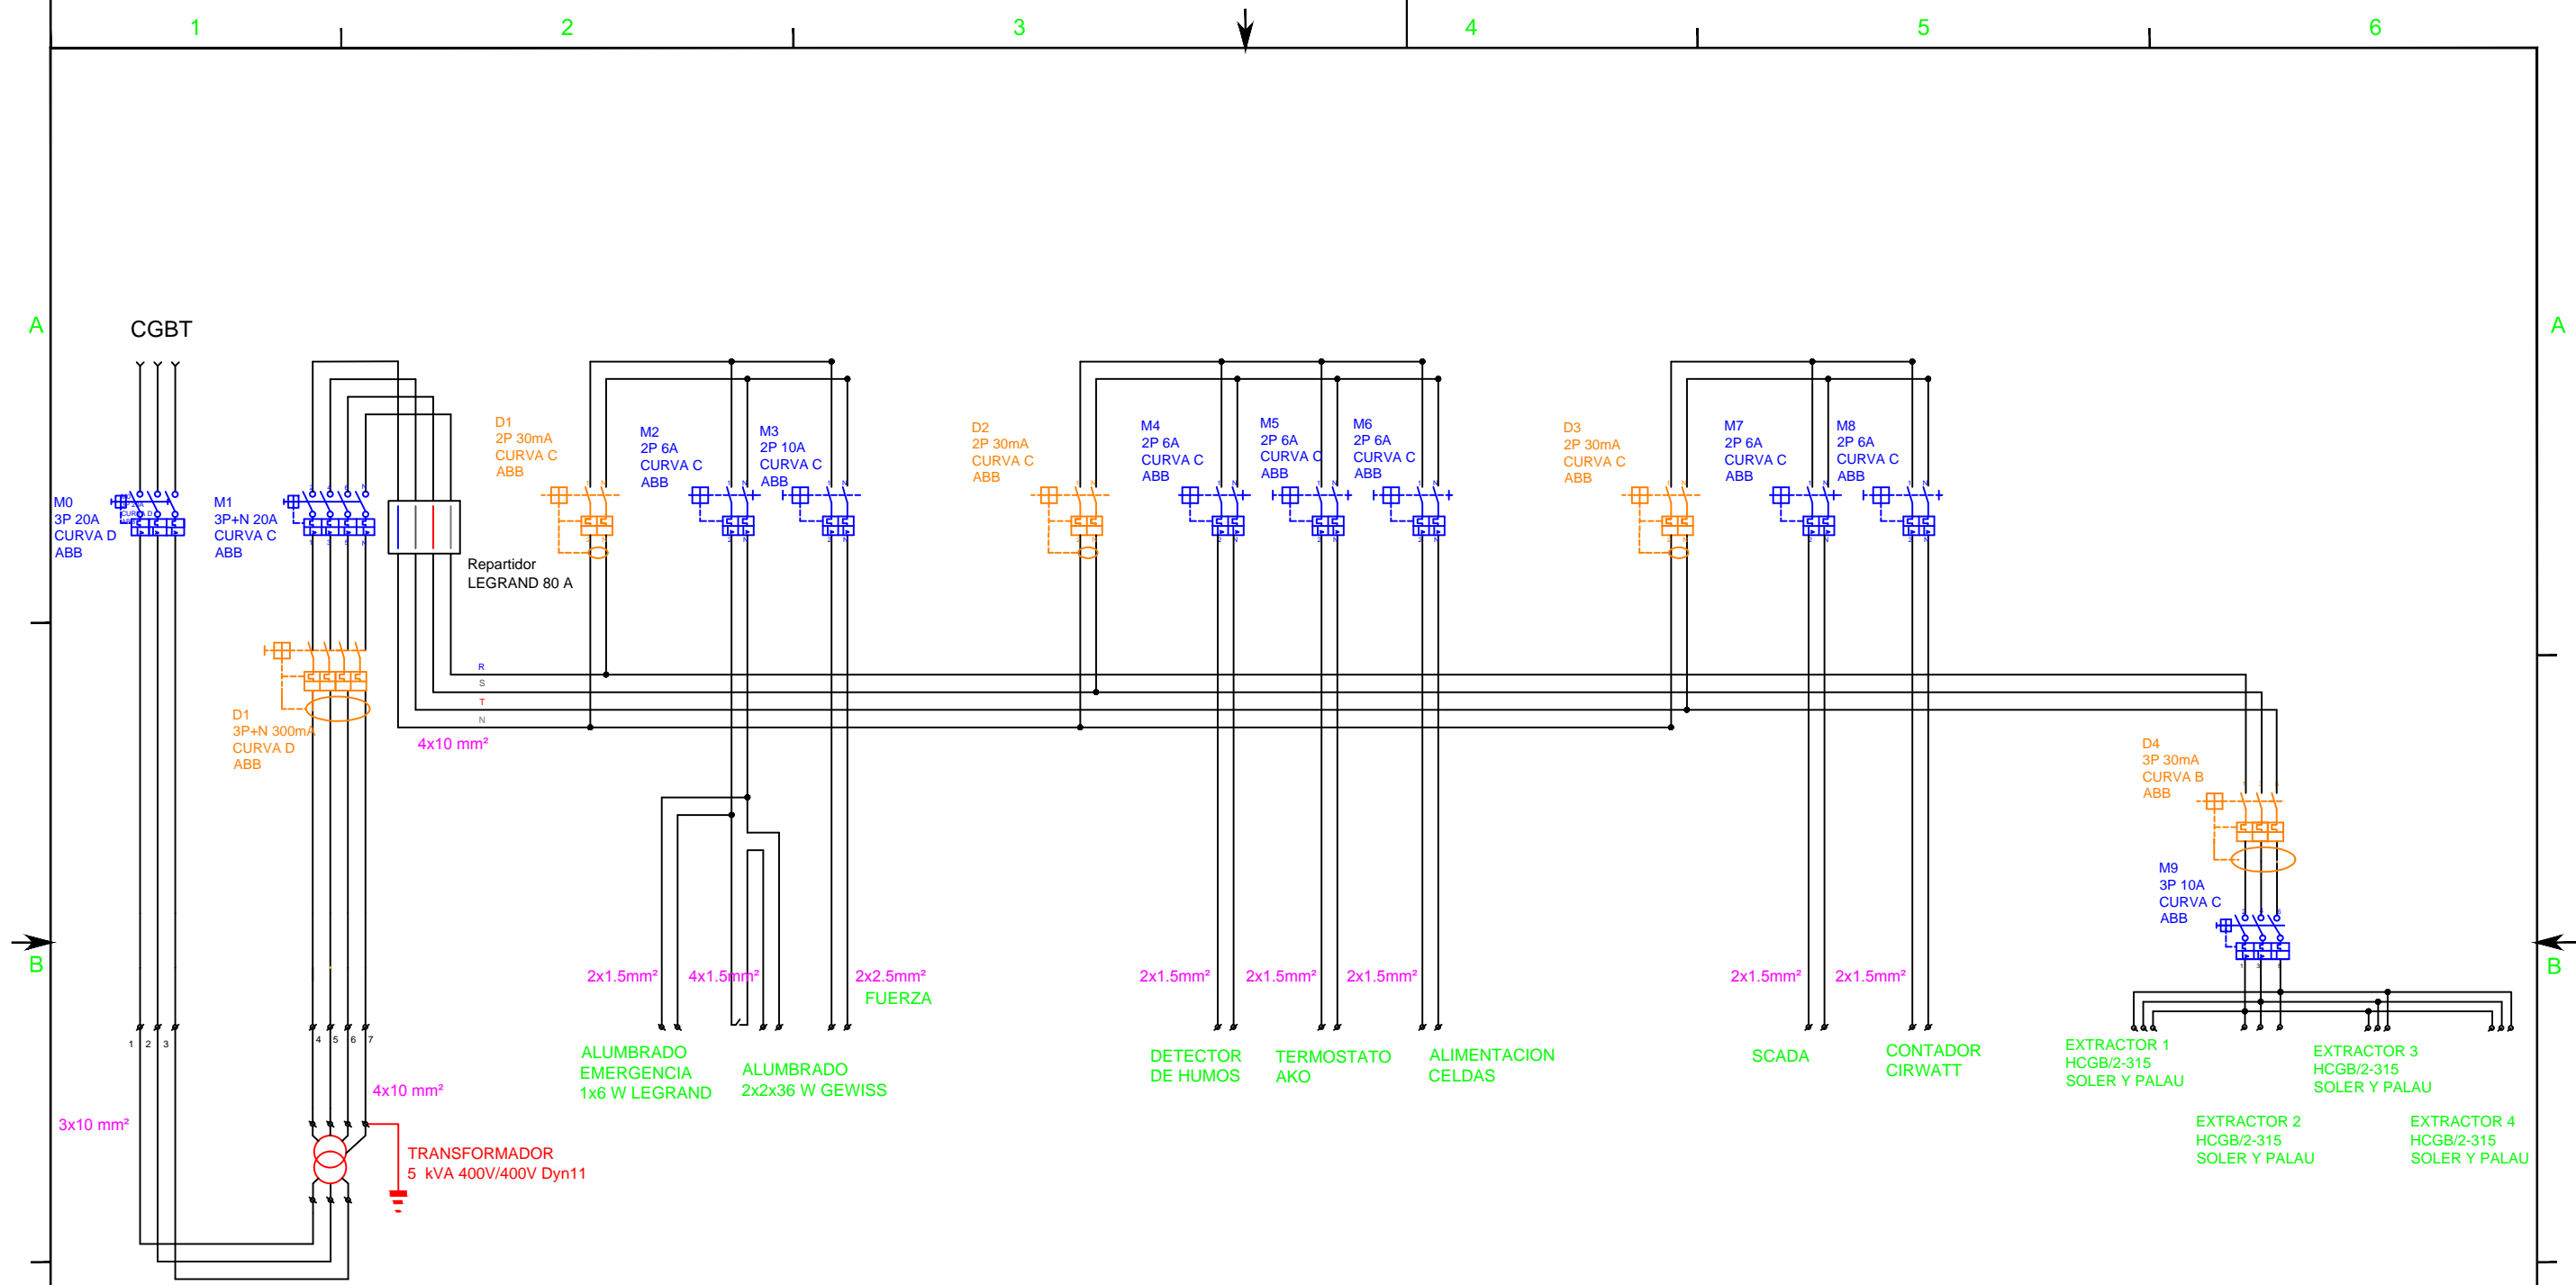 1 2 3 4 5 6
A A
CGBT
D1
2P 30mA
CURVA C
ABB
M2
2P 6A
CURVA C
ABB
M3
2P 10A
CURVA C
ABB
D2
2P 30mA
CURVA C
ABB
M4
2P 6A
CURVA C
ABB
M5
2P 6A
CURVA C
ABB
M6
2P 6A
CURVA C
ABB
D3
2P 30mA
CURVA C
ABB
M7
2P 6A
CURVA C
ABB
M8
2P 6A
CURVA C
ABB
M0
3P 20A
CURVA D
ABB
M1
3P+N 20A
CURVA C
ABB
Repartidor
LEGRAND 80 A
R
S
T
N
D1
3P+N 300mA
CURVA D
ABB
4x10 mm²
D4
3P 30mA
CURVA B
ABB
M9
3P 10A
CURVA C
ABB
B B
2x1.5mm²
4x1.5mm²
2x2.5mm²
FUERZA
2x1.5mm²
2x1.5mm²
2x1.5mm²
2x1.5mm²
2x1.5mm²
1 2 3 4 5 6 7
ALUMBRADO
EMERGENCIA
1x6 W LEGRAND
ALUMBRADO
2x2x36 W GEWISS
DETECTOR
DE HUMOS
TERMOSTATO
AKO
ALIMENTACION
CELDAS
SCADA
CONTADOR
CIRWATT
EXTRACTOR 1
HCGB/2-315
SOLER Y PALAU
EXTRACTOR 3
HCGB/2-315
SOLER Y PALAU
EXTRACTOR 2
HCGB/2-315
SOLER Y PALAU
EXTRACTOR 4
HCGB/2-315
SOLER Y PALAU
4x10 mm²
3x10 mm²
TRANSFORMADOR
5 kVA 400V/400V Dyn11